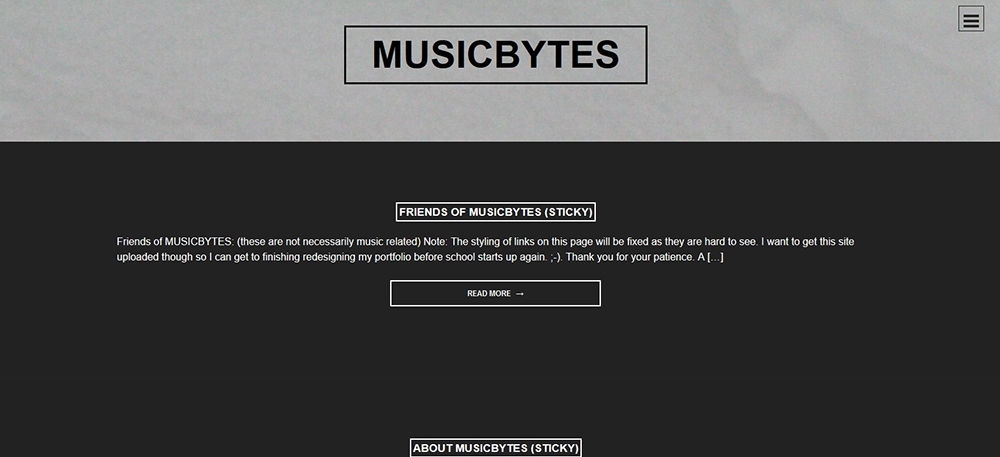 MUSICBYTES
FRIENDS OF MUSICBYTES (STICKY)
Friends of MUSICBYTES: (these are not necessarily music related) Note: The styling of links on this page will be fixed as they are hard to see. I want to get this site
uploaded though so I can get to finishing redesigning my portfolio before school starts up again. ;-). Thank you for your patience. A […]
READ MORE →
ABOUT MUSICBYTES (STICKY)